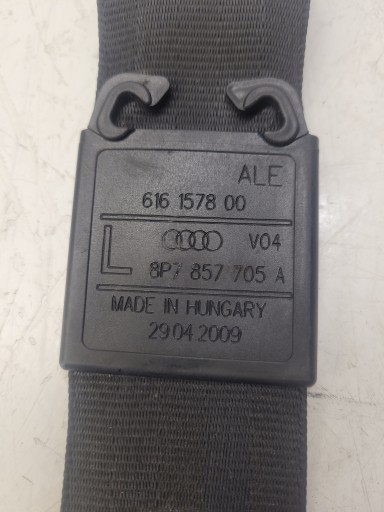 ALE
616 1578 00
L V04
8P7 857 705 A
MADE IN HUNGARY
29.04.2009